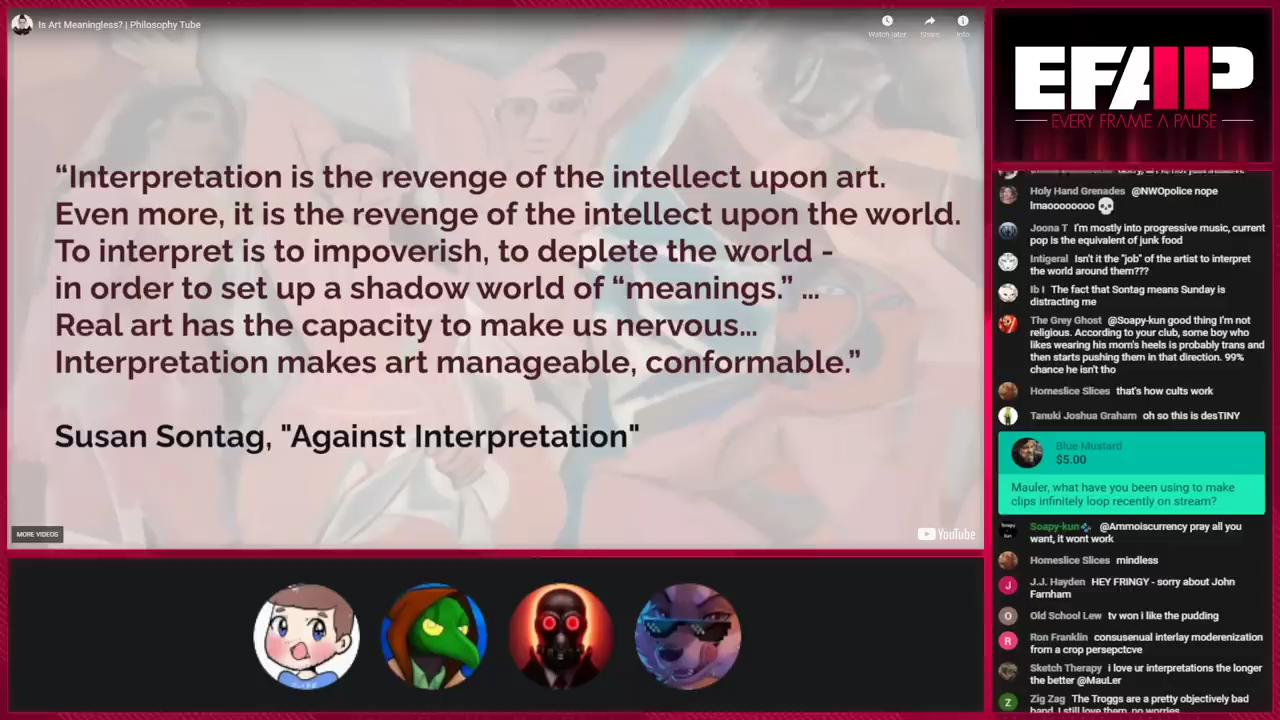 Is Art Meaningless? | Philosophy Tube
Watch later
Share
Info
“Interpretation is the revenge of the intellect upon art.
Even more, it is the revenge of the intellect upon the world.
To interpret is to impoverish, to deplete the world -
in order to set up a shadow world of “meanings.” ...
Real art has the capacity to make us nervous...
Interpretation makes art manageable, conformable.”
Susan Sontag, "Against Interpretation"
MORE VIDEOS
YouTube
EFAP
EVERY FRAME A PAUSE
Holy Hand Grenades @NWOpolice nope
lmaoooooooo
Joona T I'm mostly into progressive music, current
pop is the equivalent of junk food
Intigeral Isn't it the "job" of the artist to interpret
the world around them???
Ib I The fact that Sontag means Sunday is
distracting me
The Grey Ghost @Soapy-kun good thing I'm not
religious. According to your club, some boy who
likes wearing his mom's heels is probably trans and
then starts pushing them in that direction. 99%
chance he isn't tho
Homeslice Slices that's how cults work
Tanuki Joshua Graham oh so this is desTINY
Blue Mustard
$5.00
Mauler, what have you been using to make
clips infinitely loop recently on stream?
Soapy-kun @Ammoiscurrency pray all you
want, it wont work
Homeslice Slices mindless
J
J.J. Hayden HEY FRINGY - sorry about John
Farnham
O
Old School Lew tv won i like the pudding
R
Ron Franklin consusenual interlay moderenization
from a crop persepctcve
Sketch Therapy i love ur interpretations the longer
the better @MauLer
Z
Zig Zag The Troggs are a pretty objectively bad
band. I still love them, no worries